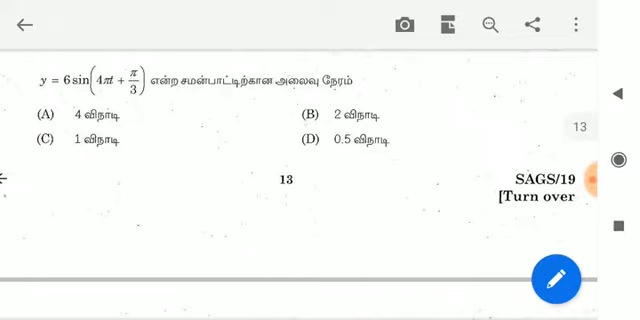 y = 6 sin(4πt + π/3) என்ற சமன்பாட்டிற்கான அலைவு நேரம்
(A) 4 விநாடி (B) 2 விநாடி
(C) 1 விநாடி (D) 0.5 விநாடி
13
13 SAGS/19
[Turn over